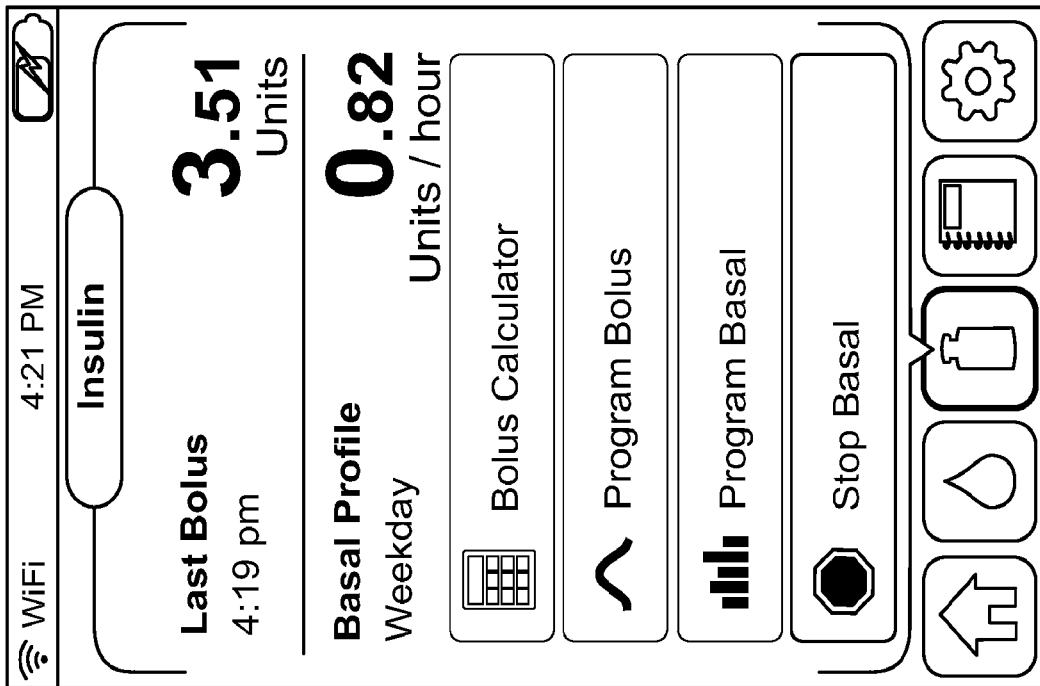 WiFi 4:21 PM
Insulin
Last Bolus 3.51
4:19 pm Units
Basal Profile 0.82
Weekday Units / hour
Bolus Calculator
Program Bolus
Program Basal
Stop Basal